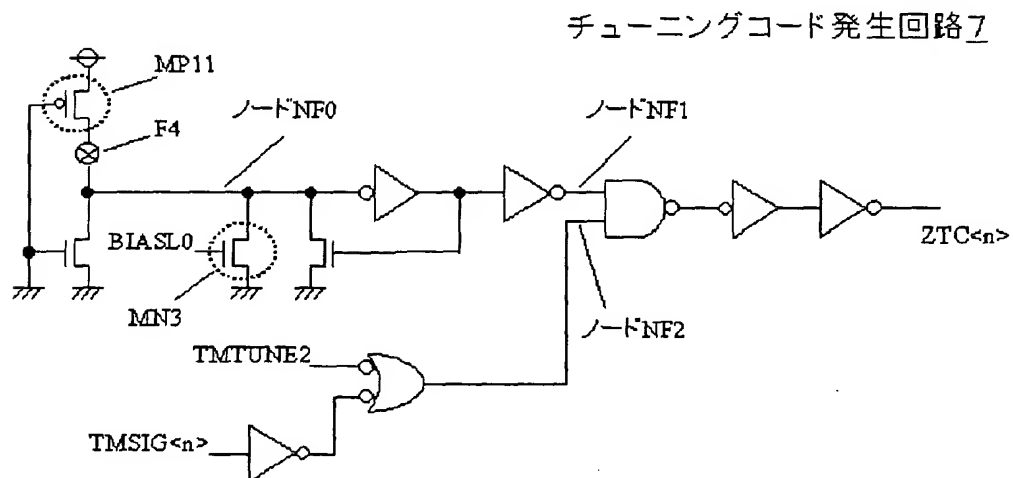 チューニングコード発生回路7
MP11
ノードNF0
ノードNF1
F4
BIASL0
ZTC<n>
MN3
ノードNF2
TMTUNE2
TMSIG<n>